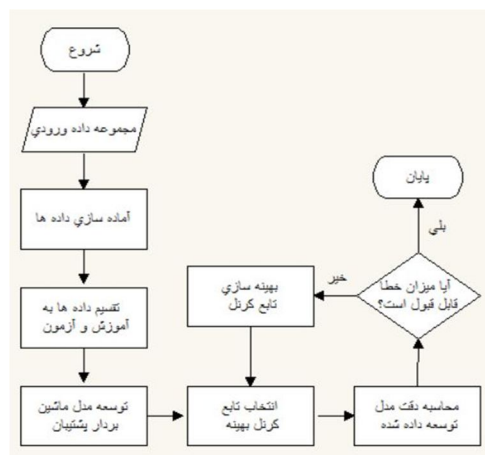 شروع
مجموعه داده ورودي
آماده سازي داده ها
تقسيم داده ها به
آموزش و آزمون
توسعه مدل ماشين
بردار پشتيبان
انتخاب تابع
كرنل بهينه
محاسبه دقت مدل
توسعه داده شده
آيا ميزان خطا
قابل قبول است؟
خير
بهينه سازي
تابع كرنل
بلي
پايان